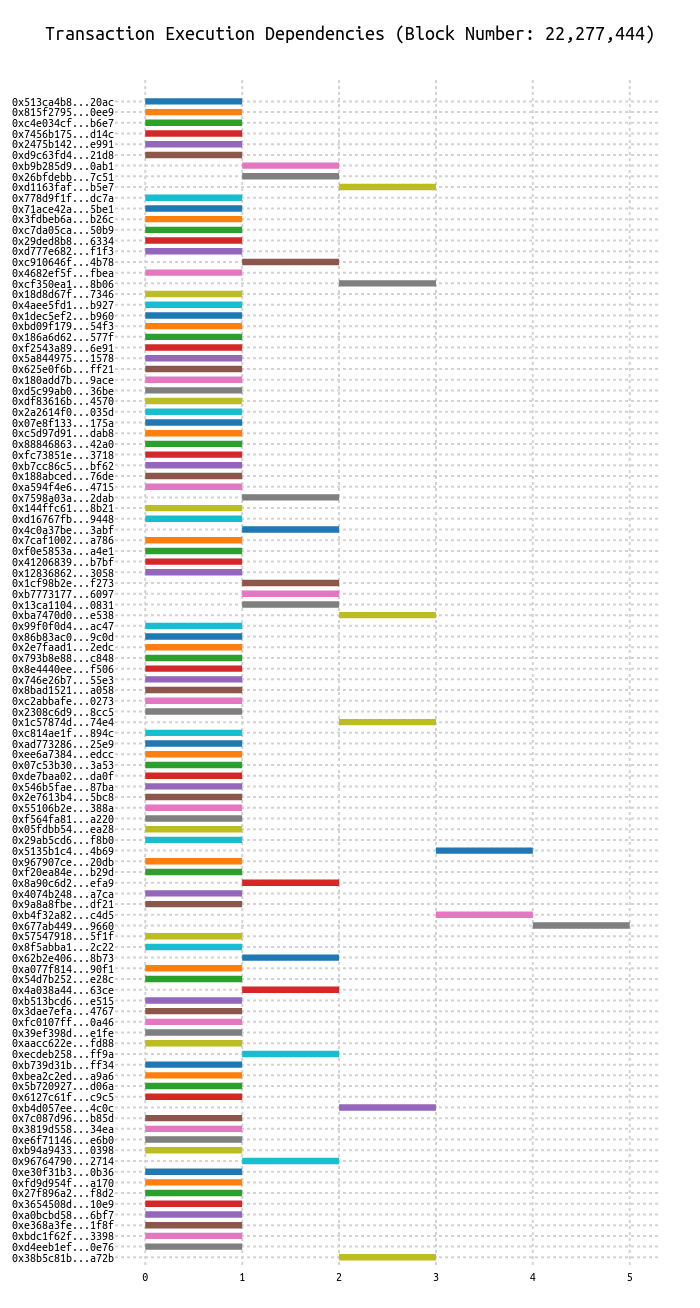 Transaction Execution Dependencies (Block Number: 22,277,444)
0x513ca4b8...20ac
0x815f2795...0ee9
0xc4e034cf...b6e7
0x7456b175...d14c
0x2475b142...e991
0xd9c63fd4...21d8
0xb9b285d9...0ab1
0x26bfdebb...7c51
0xd1163faf...b5e7
0x778d9f1f...dc7a
0x71ace42a...5be1
0x3fdbeb6a...b26c
0xc7da05ca...50b9
0x29ded8b8...6334
0xd777e682...f1f3
0xc910646f...4b78
0x4682ef5f...fbea
0xcf350ea1...8b06
0x18d8d67f...7346
0x4aee5fd1...b927
0x1dec5ef2...b960
0xbd09f179...54f3
0x186a6d62...577f
0xf2543a89...6e91
0x5a844975...1578
0x625e0f6b...ff21
0x180add7b...9ace
0xd5c99ab0...36be
0xdf83616b...4570
0x2a2614f0...035d
0x07e8f133...175a
0xc5d97d91...dab8
0x88846863...42a0
0xfc73851e...3718
0xb7cc86c5...bf62
0x188abced...76de
0xa594f4e6...4715
0x7598a03a...2dab
0x144ffc61...8b21
0xd16767fb...9448
0x4c0a37be...3abf
0x7caf1002...a786
0xf0e5853a...a4e1
0x41206839...b7bf
0x12836862...3058
0x1cf98b2e...f273
0xb7773177...6097
0x13ca1104...0831
0xba7470d0...e538
0x99f0f0d4...ac47
0x86b83ac0...9c0d
0x2e7faad1...2edc
0x793b8e88...c848
0x8e4440ee...f506
0x746e26b7...55e3
0x8bad1521...a058
0xc2abbafe...0273
0x2308c6d9...8cc5
0x1c57874d...74e4
0xc814ae1f...894c
0xad773286...25e9
0xee6a7384...edcc
0x07c53b30...3a53
0xde7baa02...da0f
0x546b5fae...87ba
0x2e7613b4...5bc8
0x55106b2e...388a
0xf564fa81...a220
0x05fdbb54...ea28
0x29ab5cd6...f8b0
0x5135b1c4...4b69
0x967907ce...20db
0xf20ea84e...b29d
0x8a90c6d2...efa9
0x4074b248...a7ca
0x9a8a8fbe...df21
0xb4f32a82...c4d5
0x677ab449...9660
0x57547918...5f1f
0x8f5abba1...2c22
0x62b2e406...8b73
0xa077f814...90f1
0x54d7b252...e28c
0x4a038a44...63ce
0xb513bcd6...e515
0x3dae7efa...4767
0xfc0107ff...0a46
0x39ef398d...e1fe
0xaacc622e...fd88
0xecdeb258...ff9a
0xb739d31b...ff34
0xbea2c2ed...a9a6
0x5b720927...d06a
0x6127c61f...c9c5
0xb4d057ee...4c0c
0x7c087d96...b85d
0x3819d558...34ea
0xe6f71146...e6b0
0xb94a9433...0398
0x96764790...2714
0xe30f31b3...0b36
0xfd9d954f...a170
0x27f896a2...f8d2
0x3654508d...10e9
0xa0bcbd58...6bf7
0xe368a3fe...1f8f
0xbdc1f62f...3398
0xd4eeb1ef...0e76
0x38b5c81b...a72b
0 1 2 3 4 5